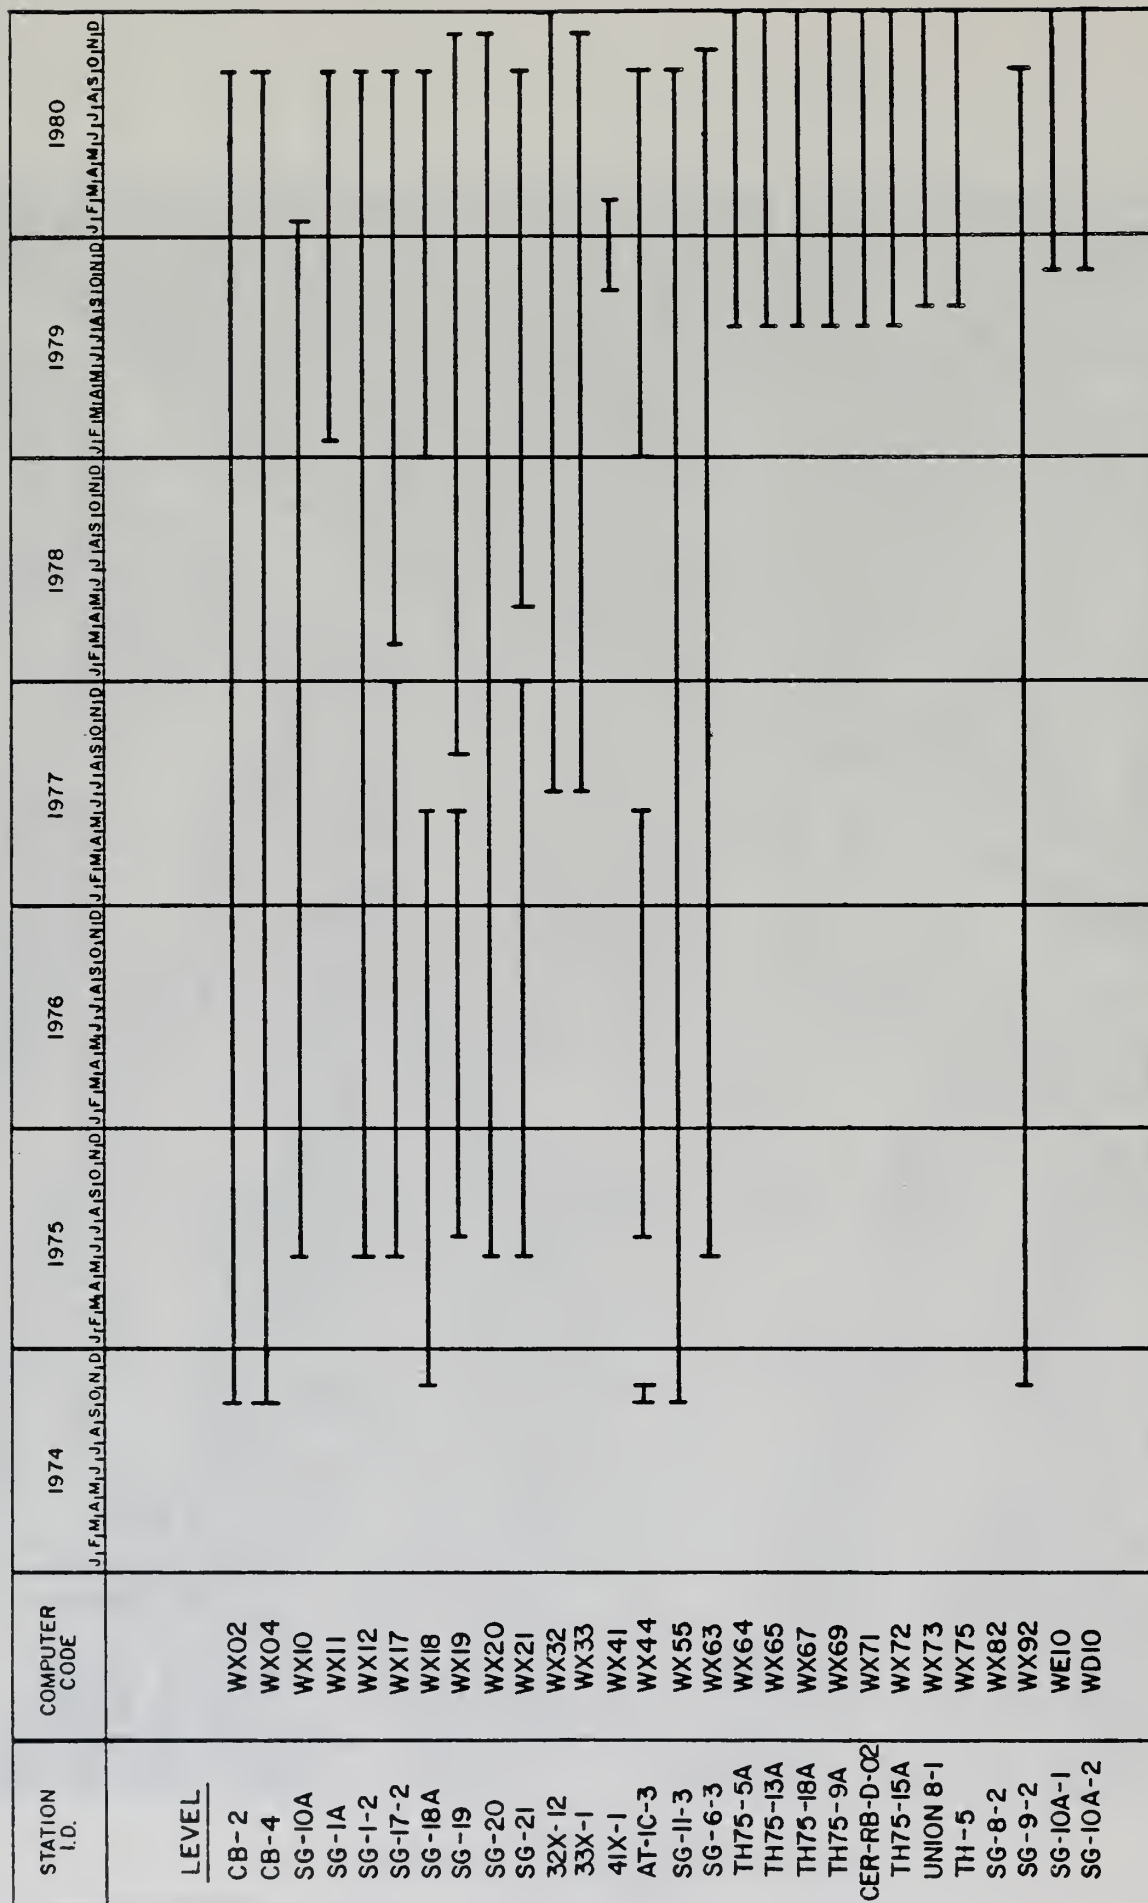 STATION I.D. COMPUTER CODE 1974 1975 1976 1977 1978 1979 1980
J F M A M J J A S O N D J F M A M J J A S O N D J F M A M J J A S O N D J F M A M J J A S O N D J F M A M J J A S O N D J F M A M J J A S O N D J F M A M J J A S O N D
LEVEL
CB-2 WX02
CB-4 WX04
SG-10A WX10
SG-1A WX11
SG-1-2 WX12
SG-17-2 WX17
SG-18A WX18
SG-19 WX19
SG-20 WX20
SG-21 WX21
32X-12 WX32
33X-1 WX33
41X-1 WX41
AT-1C-3 WX44
SG-11-3 WX55
SG-6-3 WX63
TH75-5A WX64
TH75-13A WX65
TH75-18A WX67
TH75-9A WX69
CER-RB-D-02 WX71
TH75-15A WX72
UNION 8-1 WX73
TH-5 WX75
SG-8-2 WX82
SG-9-2 WX92
SG-10A-1 WE10
SG-10A-2 WD10